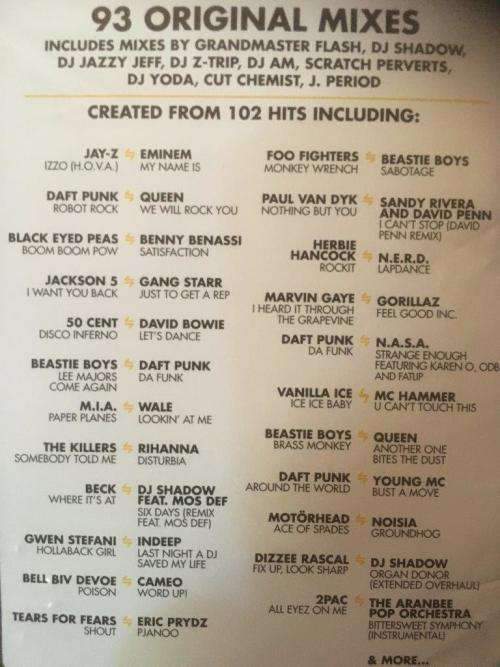 93 ORIGINAL MIXES
INCLUDES MIXES BY GRANDMASTER FLASH, DJ SHADOW,
DJ JAZZY JEFF, DJ Z-TRIP, DJ AM, SCRATCH PERVERTS,
DJ YODA, CUT CHEMIST, J. PERIOD
CREATED FROM 102 HITS INCLUDING:
JAY-Z EMINEM
IZZO (H.O.V.A.) MY NAME IS
DAFT PUNK QUEEN
ROBOT ROCK WE WILL ROCK YOU
BLACK EYED PEAS BENNY BENASSI
BOOM BOOM POW SATISFACTION
JACKSON 5 GANG STARR
I WANT YOU BACK JUST TO GET A REP
50 CENT DAVID BOWIE
DISCO INFERNO LET'S DANCE
BEASTIE BOYS DAFT PUNK
LEE MAJORS DA FUNK
COME AGAIN
M.I.A. WALE
PAPER PLANES LOOKIN' AT ME
THE KILLERS RIHANNA
SOMEBODY TOLD ME DISTURBIA
BECK DJ SHADOW
WHERE IT'S AT FEAT. MOS DEF
SIX DAYS (REMIX
FEAT. MOS DEF)
GWEN STEFANI INDEEP
HOLLABACK GIRL LAST NIGHT A DJ
SAVED MY LIFE
BELL BIV DEVOE CAMEO
POISON WORD UP!
TEARS FOR FEARS ERIC PRYDZ
SHOUT PJANOO
FOO FIGHTERS BEASTIE BOYS
MONKEY WRENCH SABOTAGE
PAUL VAN DYK SANDY RIVERA
NOTHING BUT YOU AND DAVID PENN
I CAN'T STOP (DAVID
PENN REMIX)
HERBIE
HANCOCK N.E.R.D.
ROCKIT LAPDANCE
MARVIN GAYE GORILLAZ
I HEARD IT THROUGH FEEL GOOD INC.
THE GRAPEVINE
DAFT PUNK N.A.S.A.
DA FUNK STRANGE ENOUGH
FEATURING KAREN O, ODB
AND FATLIP
VANILLA ICE MC HAMMER
ICE ICE BABY U CAN'T TOUCH THIS
BEASTIE BOYS QUEEN
BRASS MONKEY ANOTHER ONE
BITES THE DUST
DAFT PUNK YOUNG MC
AROUND THE WORLD BUST A MOVE
MOTÖRHEAD NOISIA
ACE OF SPADES GROUNDHOG
DIZZEE RASCAL DJ SHADOW
FIX UP, LOOK SHARP ORGAN DONOR
(EXTENDED OVERHAUL)
2PAC THE ARANBEE
ALL EYEZ ON ME POP ORCHESTRA
BITTERSWEET SYMPHONY
(INSTRUMENTAL)
& MORE...